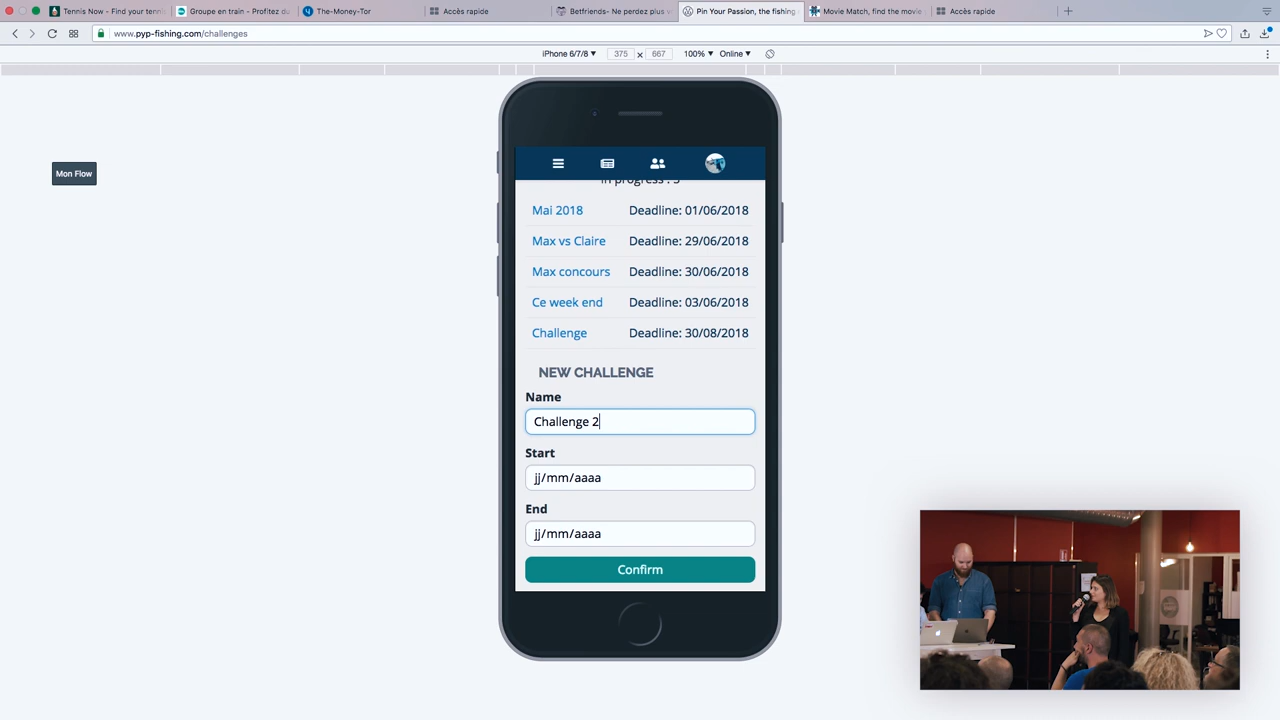 Tennis Now - Find your tenni
Groupe en train - Profitez du
The-Money-Tor
Accès rapide
Betfriends- Ne perdez plus v
Pin Your Passion, the fishing
Movie Match, find the movie
Accès rapide
www.pyp-fishing.com/challenges
iPhone 6/7/8 ▼ 375 x 667 100% ▼ Online ▼
Mon Flow
in progress : 5
Mai 2018 Deadline: 01/06/2018
Max vs Claire Deadline: 29/06/2018
Max concours Deadline: 30/06/2018
Ce week end Deadline: 03/06/2018
Challenge Deadline: 30/08/2018
NEW CHALLENGE
Name
Challenge 2
Start
jj/mm/aaaa
End
jj/mm/aaaa
Confirm